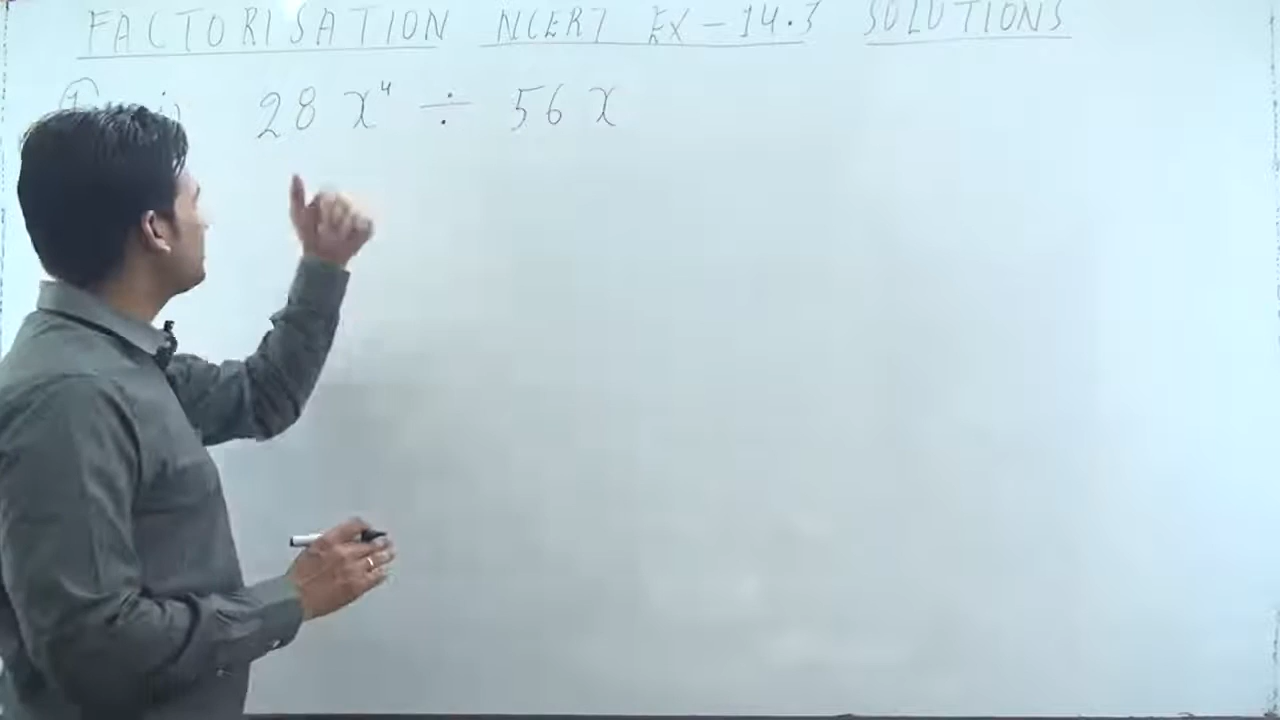 FACTORISATION NCERT EX - 14.3 SOLUTIONS
28 x⁴ ÷ 56 x